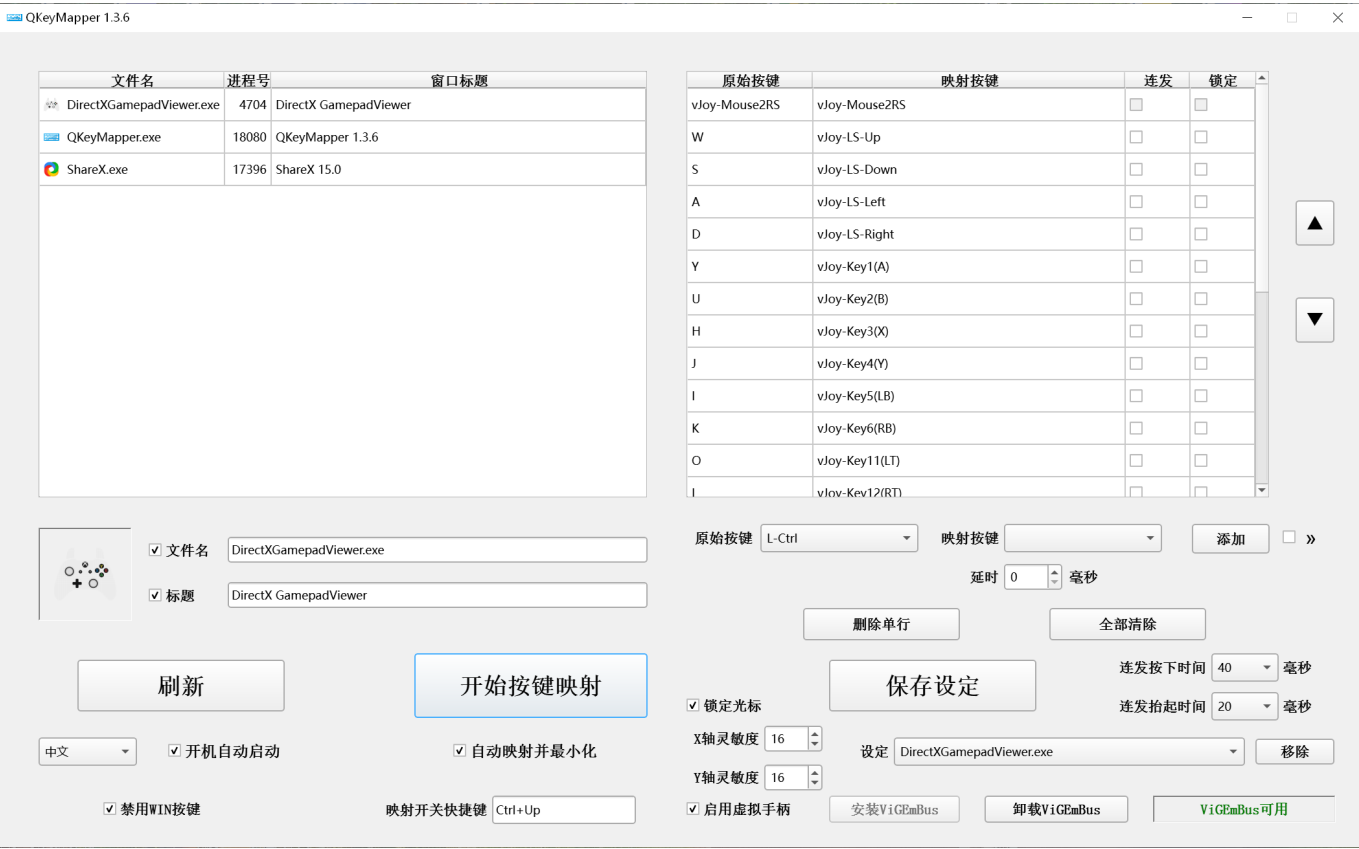 QKeyMapper 1.3.6
文件名 进程号 窗口标题
DirectXGamepadViewer.exe 4704 DirectX GamepadViewer
QKeyMapper.exe 18080 QKeyMapper 1.3.6
ShareX.exe 17396 ShareX 15.0
原始按键 映射按键 连发 锁定
vJoy-Mouse2RS vJoy-Mouse2RS
W vJoy-LS-Up
S vJoy-LS-Down
A vJoy-LS-Left
D vJoy-LS-Right
Y vJoy-Key1(A)
U vJoy-Key2(B)
H vJoy-Key3(X)
J vJoy-Key4(Y)
I vJoy-Key5(LB)
K vJoy-Key6(RB)
O vJoy-Key11(LT)
L vJoy-Key12(RT)
▲
▼
文件名 DirectXGamepadViewer.exe
标题 DirectX GamepadViewer
原始按键 L-Ctrl 映射按键 添加 »
延时 0 毫秒
删除单行 全部清除
刷新 开始按键映射 保存设定
连发按下时间 40 毫秒
锁定光标 连发抬起时间 20 毫秒
X轴灵敏度 16
中文 开机自动启动 自动映射并最小化 设定 DirectXGamepadViewer.exe 移除
Y轴灵敏度 16
禁用WIN按键 映射开关快捷键 Ctrl+Up 启用虚拟手柄 安装ViGEmBus 卸载ViGEmBus ViGEmBus可用